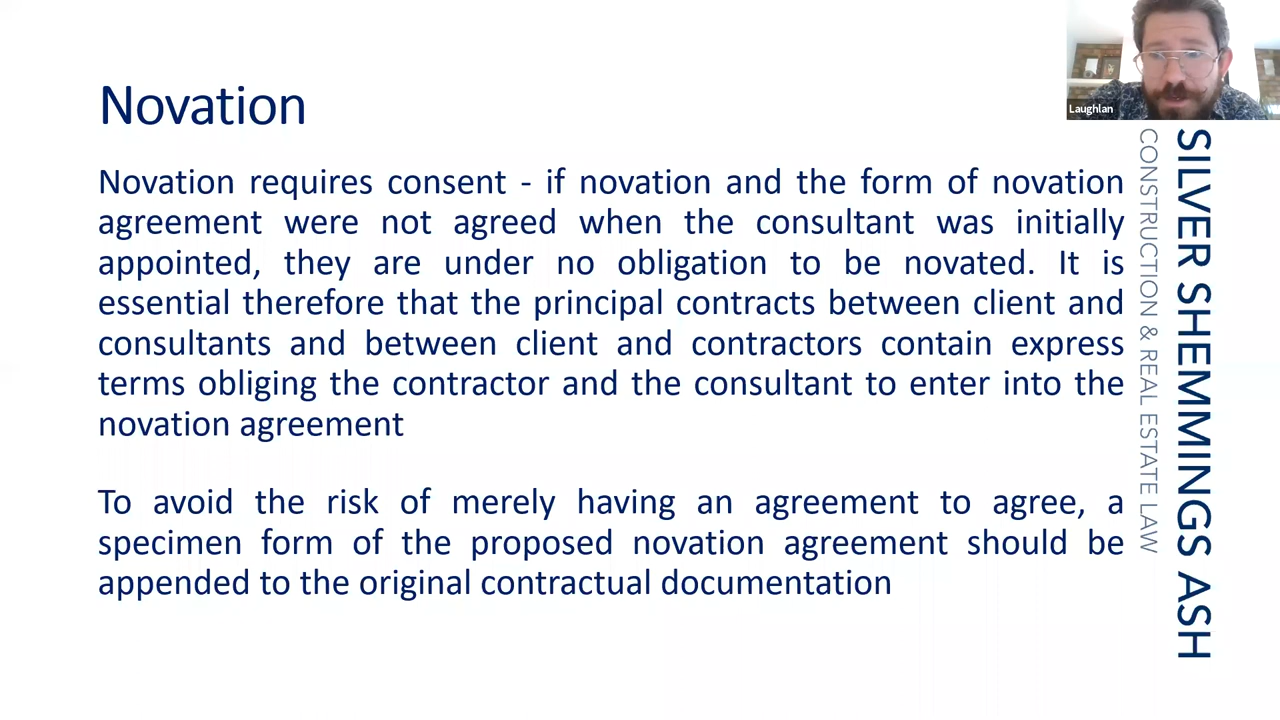 Novation
Novation requires consent - if novation and the form of novation
agreement were not agreed when the consultant was initially
appointed, they are under no obligation to be novated. It is
essential therefore that the principal contracts between client and
consultants and between client and contractors contain express
terms obliging the contractor and the consultant to enter into the
novation agreement
To avoid the risk of merely having an agreement to agree, a
specimen form of the proposed novation agreement should be
appended to the original contractual documentation
Laughlan
SILVER SHEMMINGS ASH
CONSTRUCTION & REAL ESTATE LAW